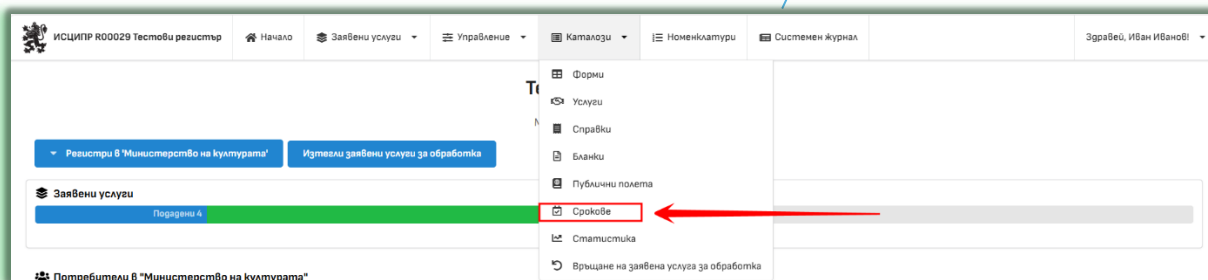 ИСЦИПР R00029 Тестови регистър Начало Заявени услуги Управление Каталози Номенклатури Системен журнал Здравей, Иван Иванов!
Форми
Услуги
Справки
Бланки
Публични полета
Срокове
Статистика
Връщане на заявена услуга за обработка
Регистри в 'Министерство на културата' Изтегли заявени услуги за обработка
Заявени услуги
Подадени 4
Потребители в "Министерство на културата"